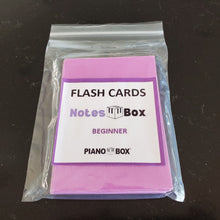 FLASH CARDS
Notes Box
BEGINNER
PIANO BOX